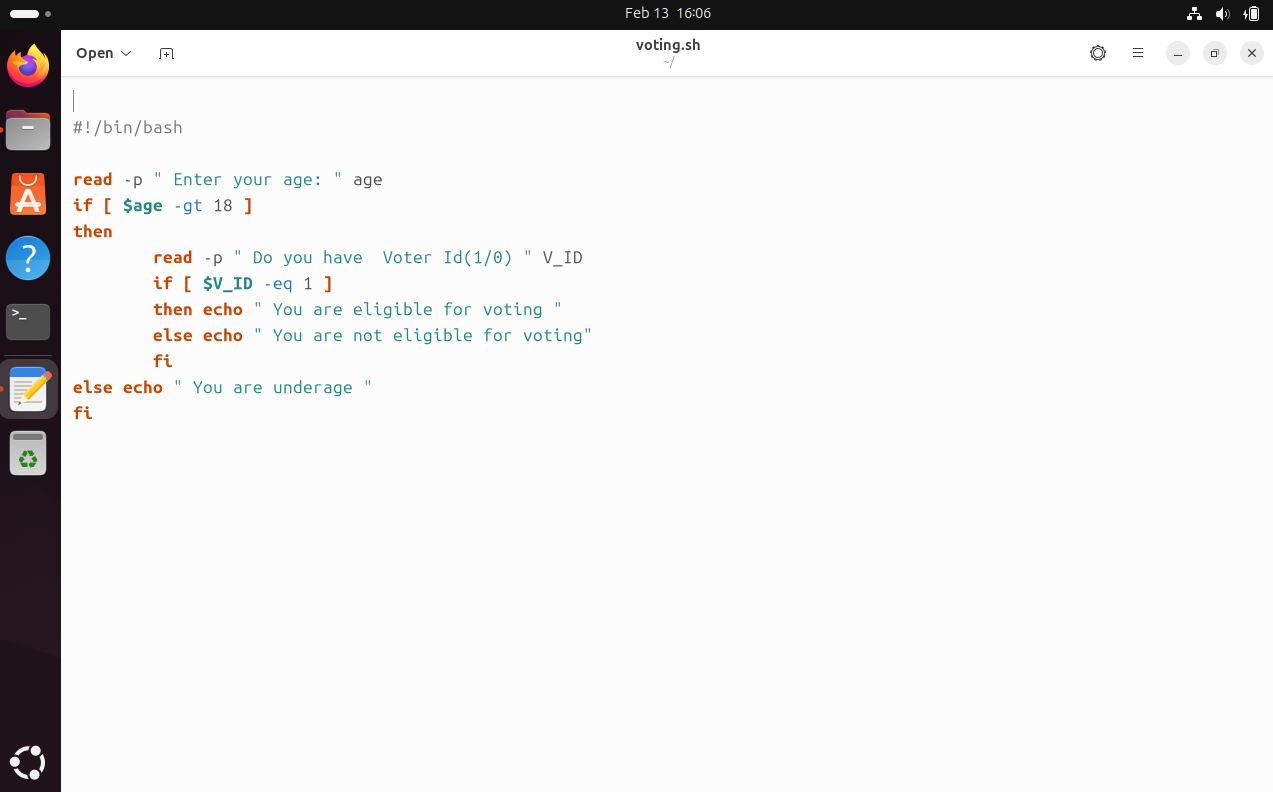 Feb 13 16:06
Open
voting.sh
~/
#!/bin/bash
read -p " Enter your age: " age
if [ $age -gt 18 ]
then
        read -p " Do you have  Voter Id(1/0) " V_ID
        if [ $V_ID -eq 1 ]
        then echo " You are eligible for voting "
        else echo " You are not eligible for voting"
        fi
else echo " You are underage "
fi